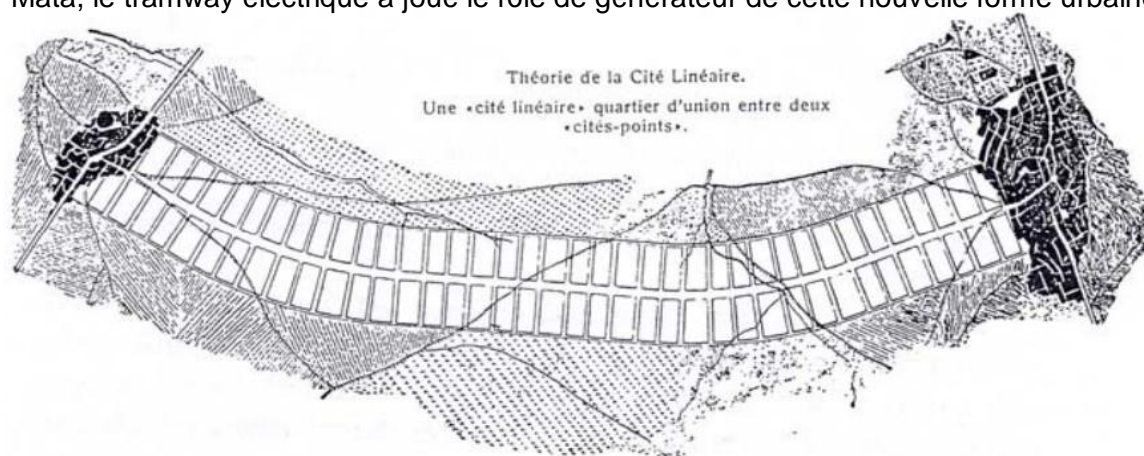 Mata, le tramway électrique a joué le rôle de générateur de cette nouvelle forme urbaine
Théorie de la Cité Linéaire.
Une «cité linéaire» quartier d'union entre deux
«cités-points».